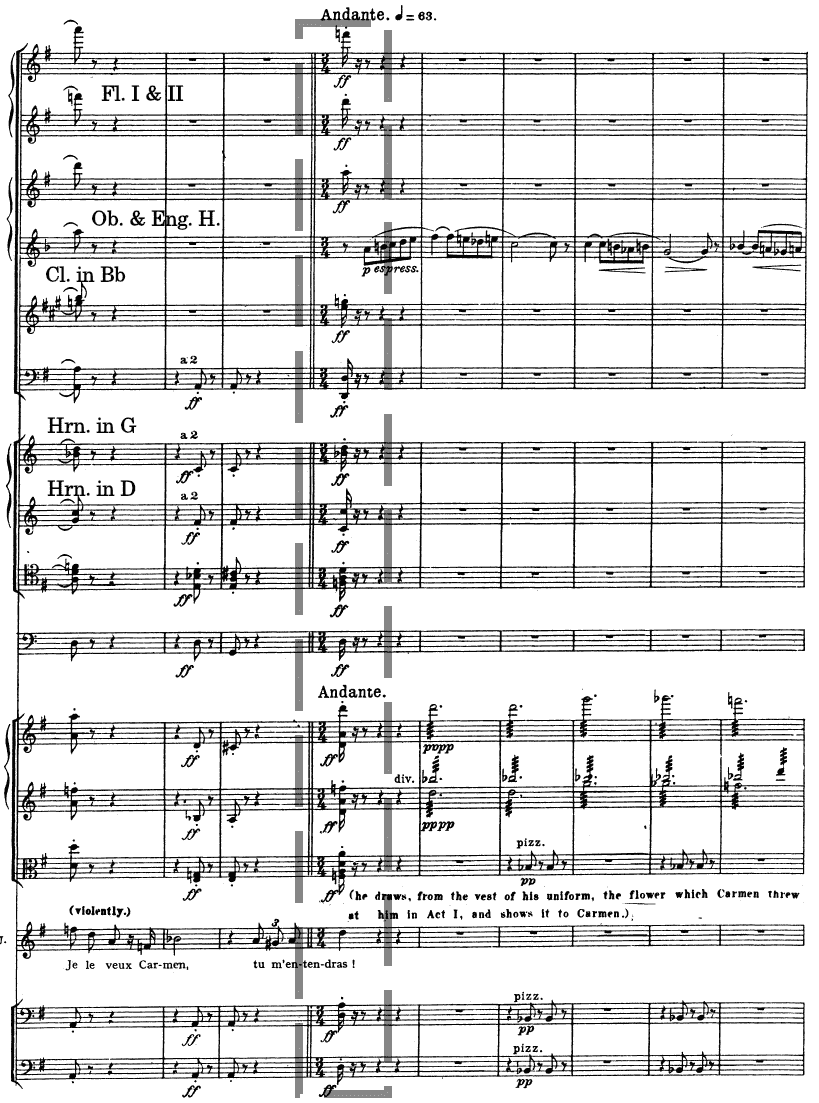 Andante. ♩= 63.
ff
Fl. I & II
ff
ff
Ob. & Eng. H.
p espress.
Cl. in Bb
ff
a 2
ff
ff
Hrn. in G
a 2
ff
ff
Hrn. in D
a 2
ff
ff
ff
ff
ff
ff
Andante.
ff
ff
pppp
div.
ff
ff
pppp
pizz.
ff
ff
pp
(he draws, from the vest of his uniform, the flower which Carmen threw
at him in Act I, and shows it to Carmen.)
(violently.)
3
Je le veux Car-men, tu m'en-ten-dras !
pizz.
ff
ff
pp
pizz.
ff
ff
pp